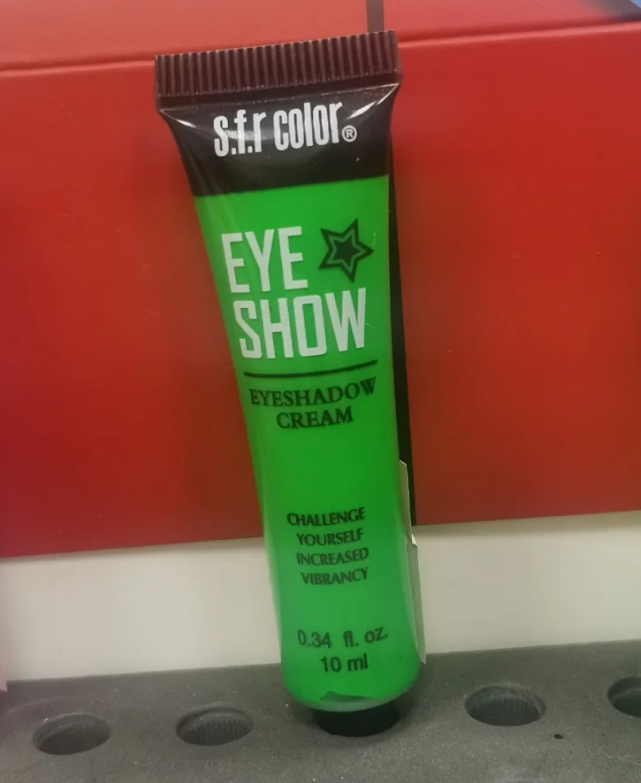 s.f.r color®
EYE
SHOW
EYESHADOW
CREAM
CHALLENGE
YOURSELF
INCREASED
VIBRANCY
0.34 fl. oz.
10 ml